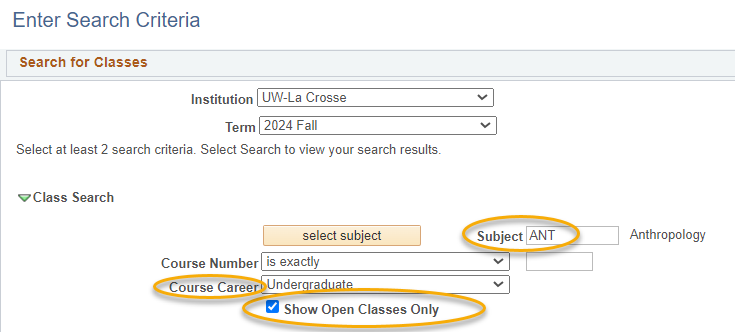 Enter Search Criteria
Search for Classes
Institution UW-La Crosse
Term 2024 Fall
Select at least 2 search criteria. Select Search to view your search results.
Class Search
select subject Subject ANT Anthropology
Course Number is exactly
Course Career Undergraduate
Show Open Classes Only